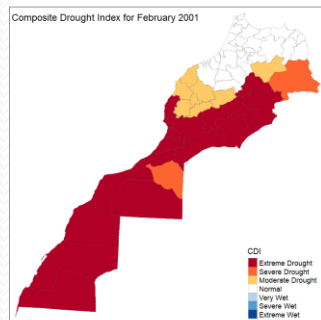 Composite Drought Index for February 2001
CDI
Extreme Drought
Severe Drought
Moderate Drought
Normal
Very Wet
Severe Wet
Extreme Wet